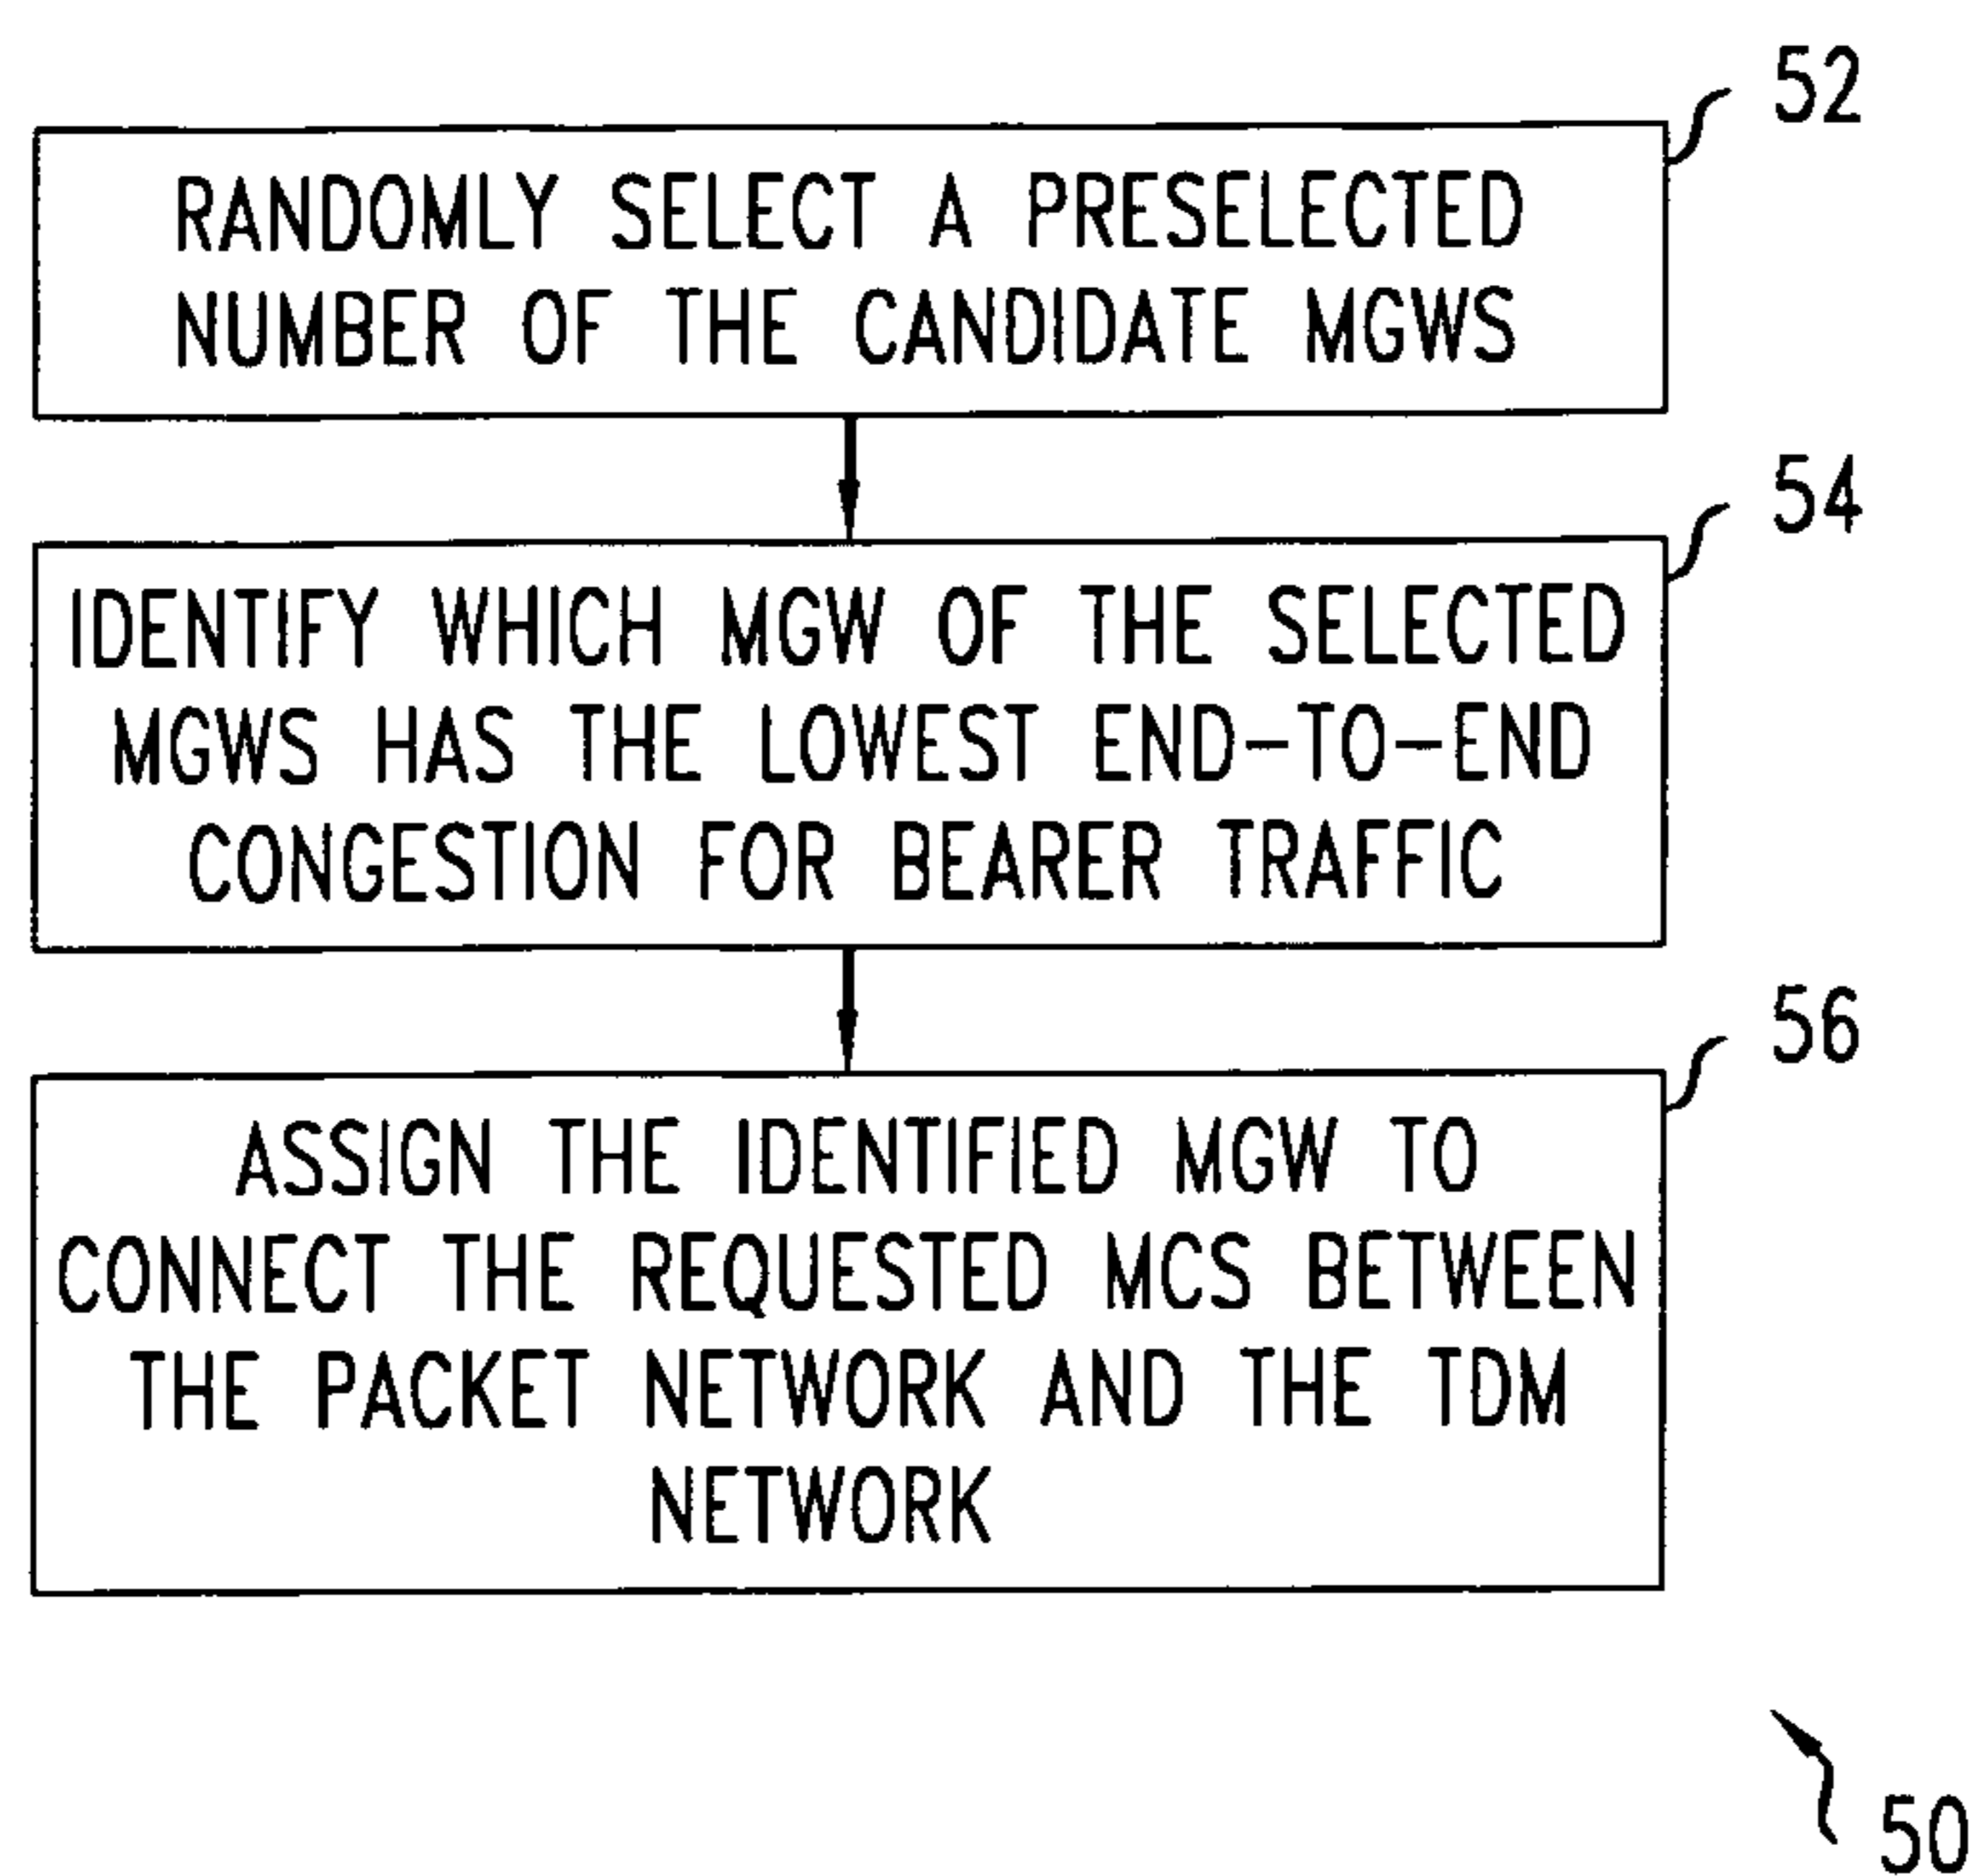 52
RANDOMLY SELECT A PRESELECTED
NUMBER OF THE CANDIDATE MGWS
54
IDENTIFY WHICH MGW OF THE SELECTED
MGWS HAS THE LOWEST END-TO-END
CONGESTION FOR BEARER TRAFFIC
56
ASSIGN THE IDENTIFIED MGW TO
CONNECT THE REQUESTED MCS BETWEEN
THE PACKET NETWORK AND THE TDM
NETWORK
50